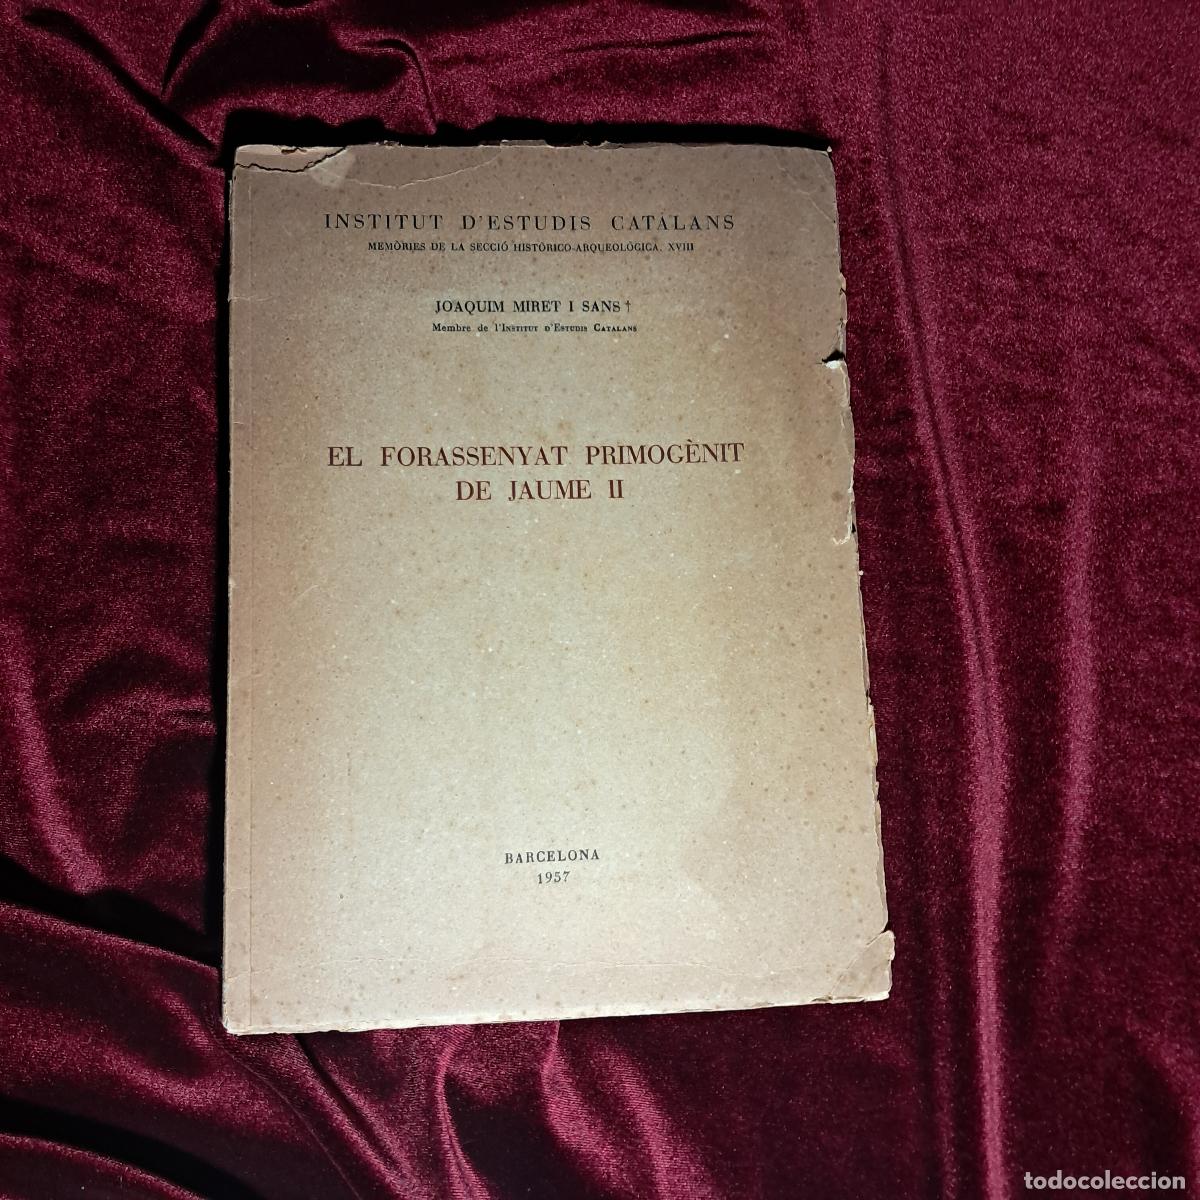 INSTITUT D'ESTUDIS CATALANS
MEMÒRIES DE LA SECCIÓ HISTÒRICO-ARQUEOLÒGICA, XVIII
JOAQUIM MIRET I SANS †
Membre de l'Institut d'Estudis Catalans
EL FORASSENYAT PRIMOGÈNIT
DE JAUME II
BARCELONA
1957
todocoleccion